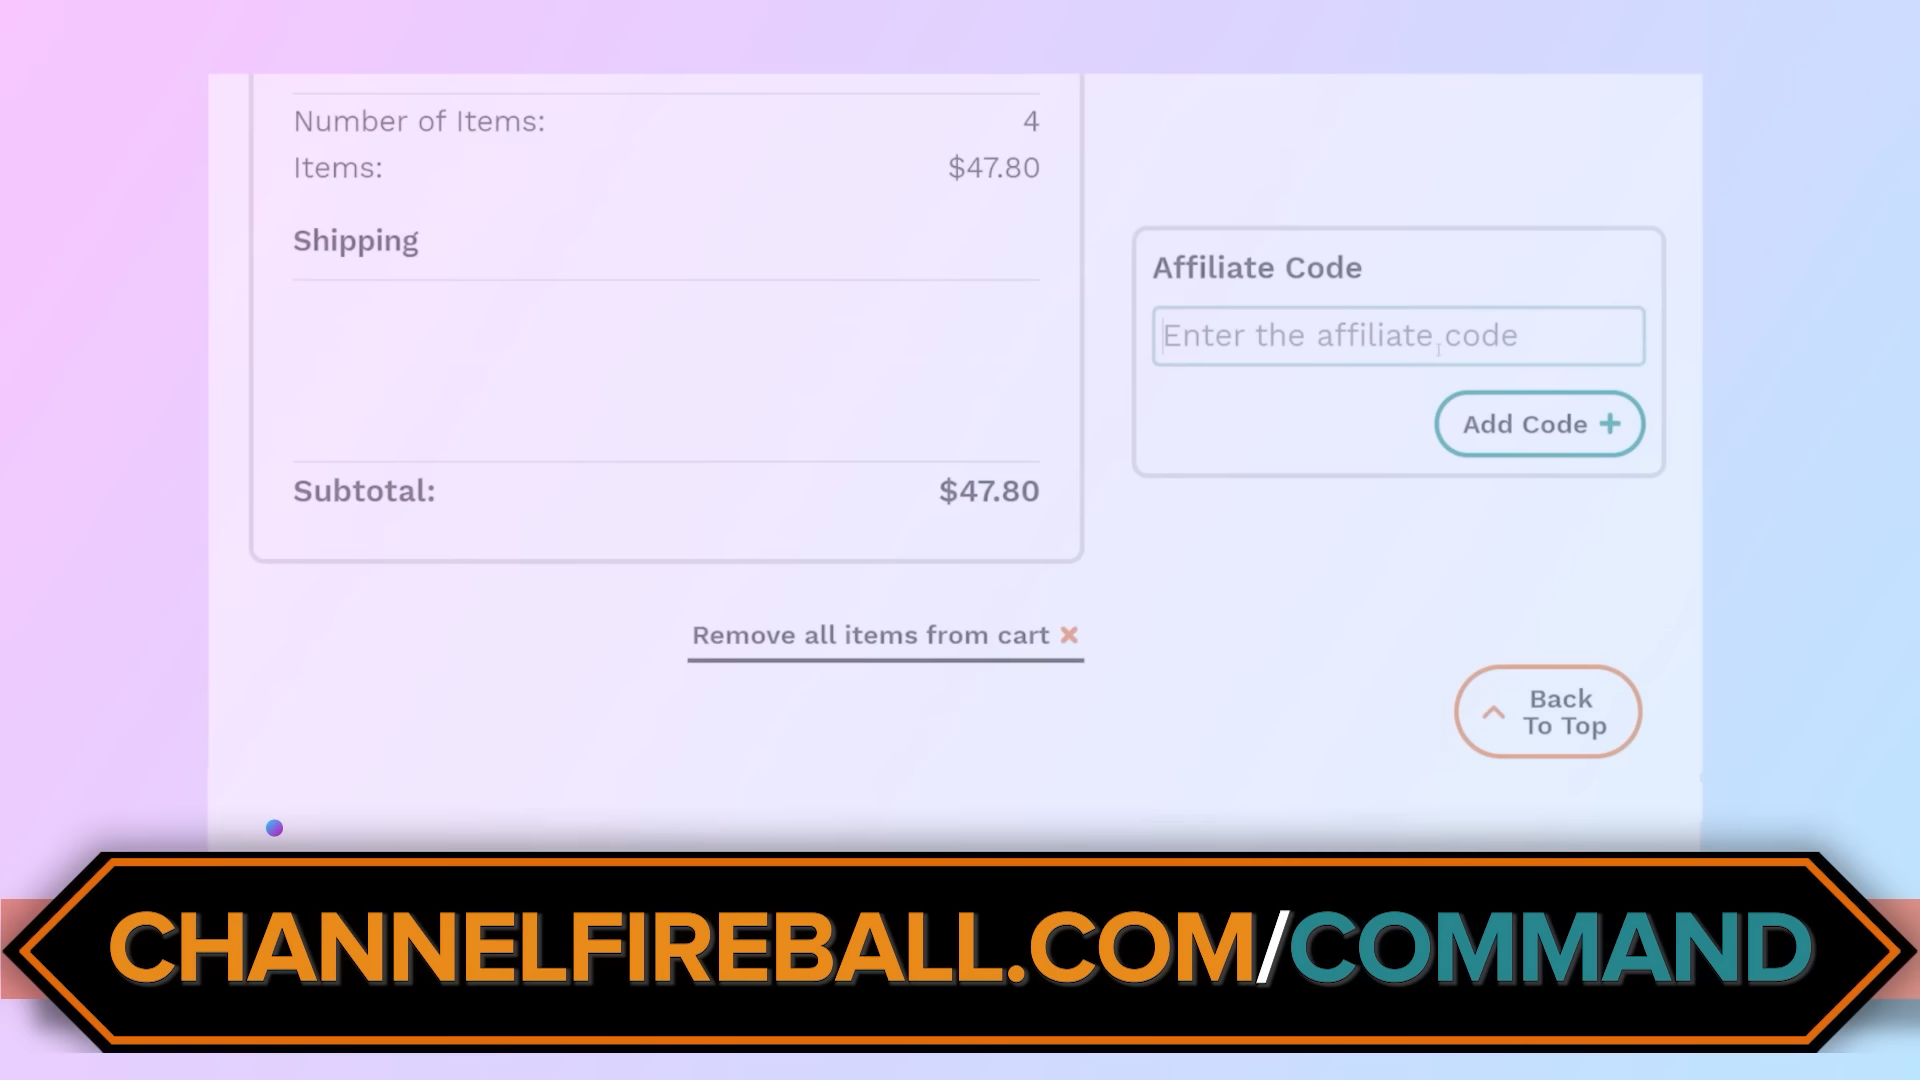 Number of Items: 4
Items: $47.80
Shipping
Subtotal: $47.80
Remove all items from cart
Affiliate Code
Enter the affiliate code
Add Code
Back
To Top
CHANNELFIREBALL.COM/COMMAND